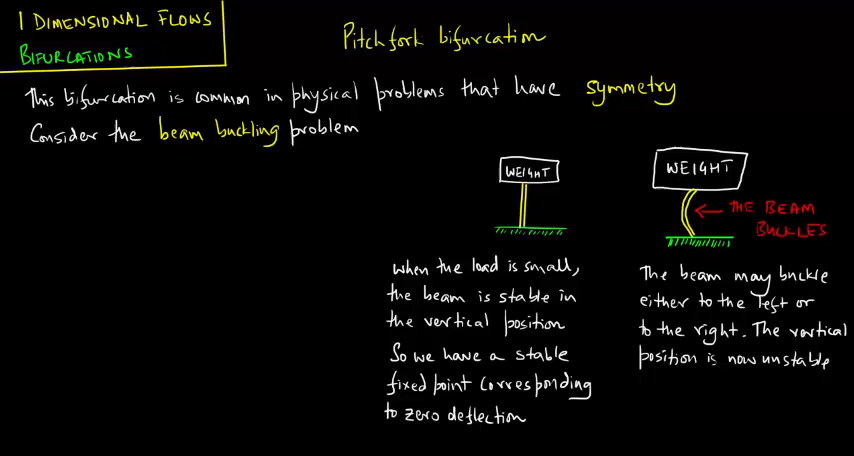 1 DIMENSIONAL FLOWS
BIFURCATIONS
Pitchfork bifurcation
This bifurcation is common in physical problems that have symmetry
Consider the beam buckling problem
WEIGHT
WEIGHT
← THE BEAM
BUCKLES
When the load is small,
the beam is stable in
the vertical position
So we have a stable
fixed point corresponding
to zero deflection
The beam may buckle
either to the left or
to the right. The vertical
position is now unstable